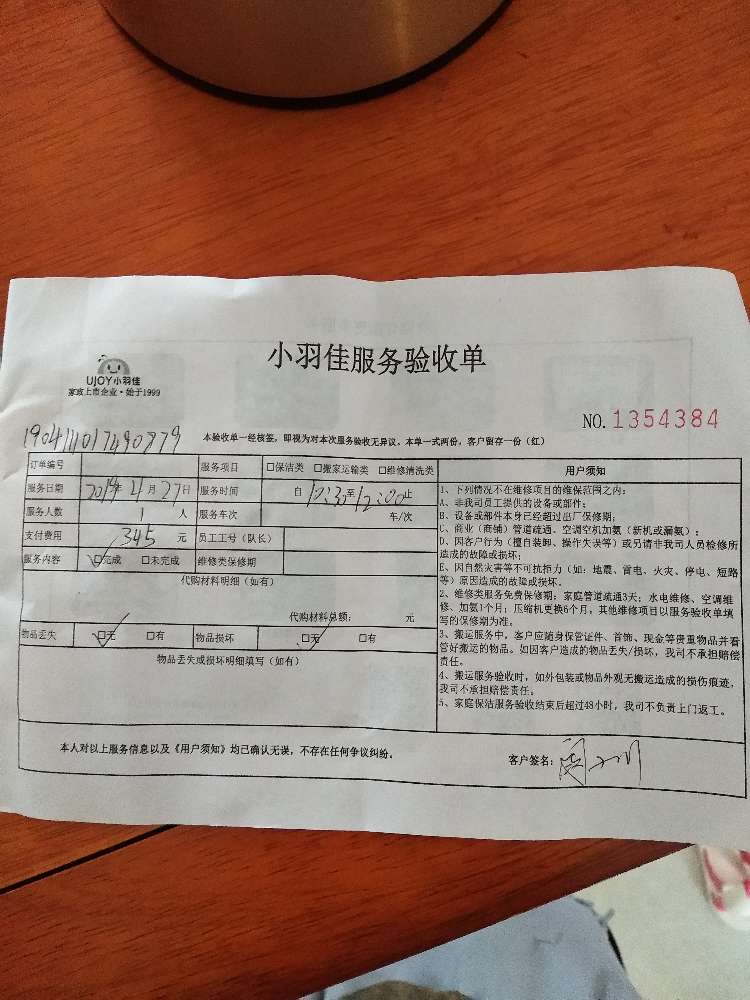 小羽佳服务验收单
UJOY小羽佳
家政上市企业·始于1999
NO.1354384
本验收单一经核签，即视为对本次服务验收无异议，本单一式两份，客户留存一份（红）
订单编号 服务项目 □保洁类 □搬家运输类 □维修清洗类
服务日期 2019年 4月 27日 服务时间 自 至 12:00止
服务人数 1 人 服务车次 车/次
支付费用 345 元 员工工号（队长）
服务内容 □完成 □未完成 维修类保修期
代购材料明细（如有）
代购材料总额： 元
物品丢失 □无 □有 物品损坏 □无 □有
物品丢失或损坏明细填写（如有）
用户须知
1、下列情况不在维修项目的维保范围之内：
A、非我司员工提供的设备或部件；
B、设备或部件本身已经超过出厂保修期；
C、商业（商铺）管道疏通、空调空机加氨（新机或漏氨）；
D、因客户行为（擅自装卸、操作失误等）或另请非我司人员检修所
造成的故障或损坏；
E、因自然灾害等不可抗拒力（如：地震、首电、火灾、停电、短路
等）原因造成的故障或损坏。
2、维修类服务免费保修期：家庭管道疏通3天；水电维修、空调维
修、加氨1个月；压缩机更换6个月，其他维修项目以服务验收单填
写的保修期为准。
3、搬运服务中，客户应随身保管证件、首饰、现金等贵重物品并看
管好搬运的物品。如因客户造成的物品丢失/损坏，我司不承担赔偿
责任。
4、搬运服务验收时，如外包装或物品外观无搬运造成的损伤痕迹，
我司不承担赔偿责任。
5、家庭保洁服务验收结束后超过48小时，我司不负责上门返工。
本人对以上服务信息以及《用户须知》均已确认无误，不存在任何争议纠纷。
客户签名：